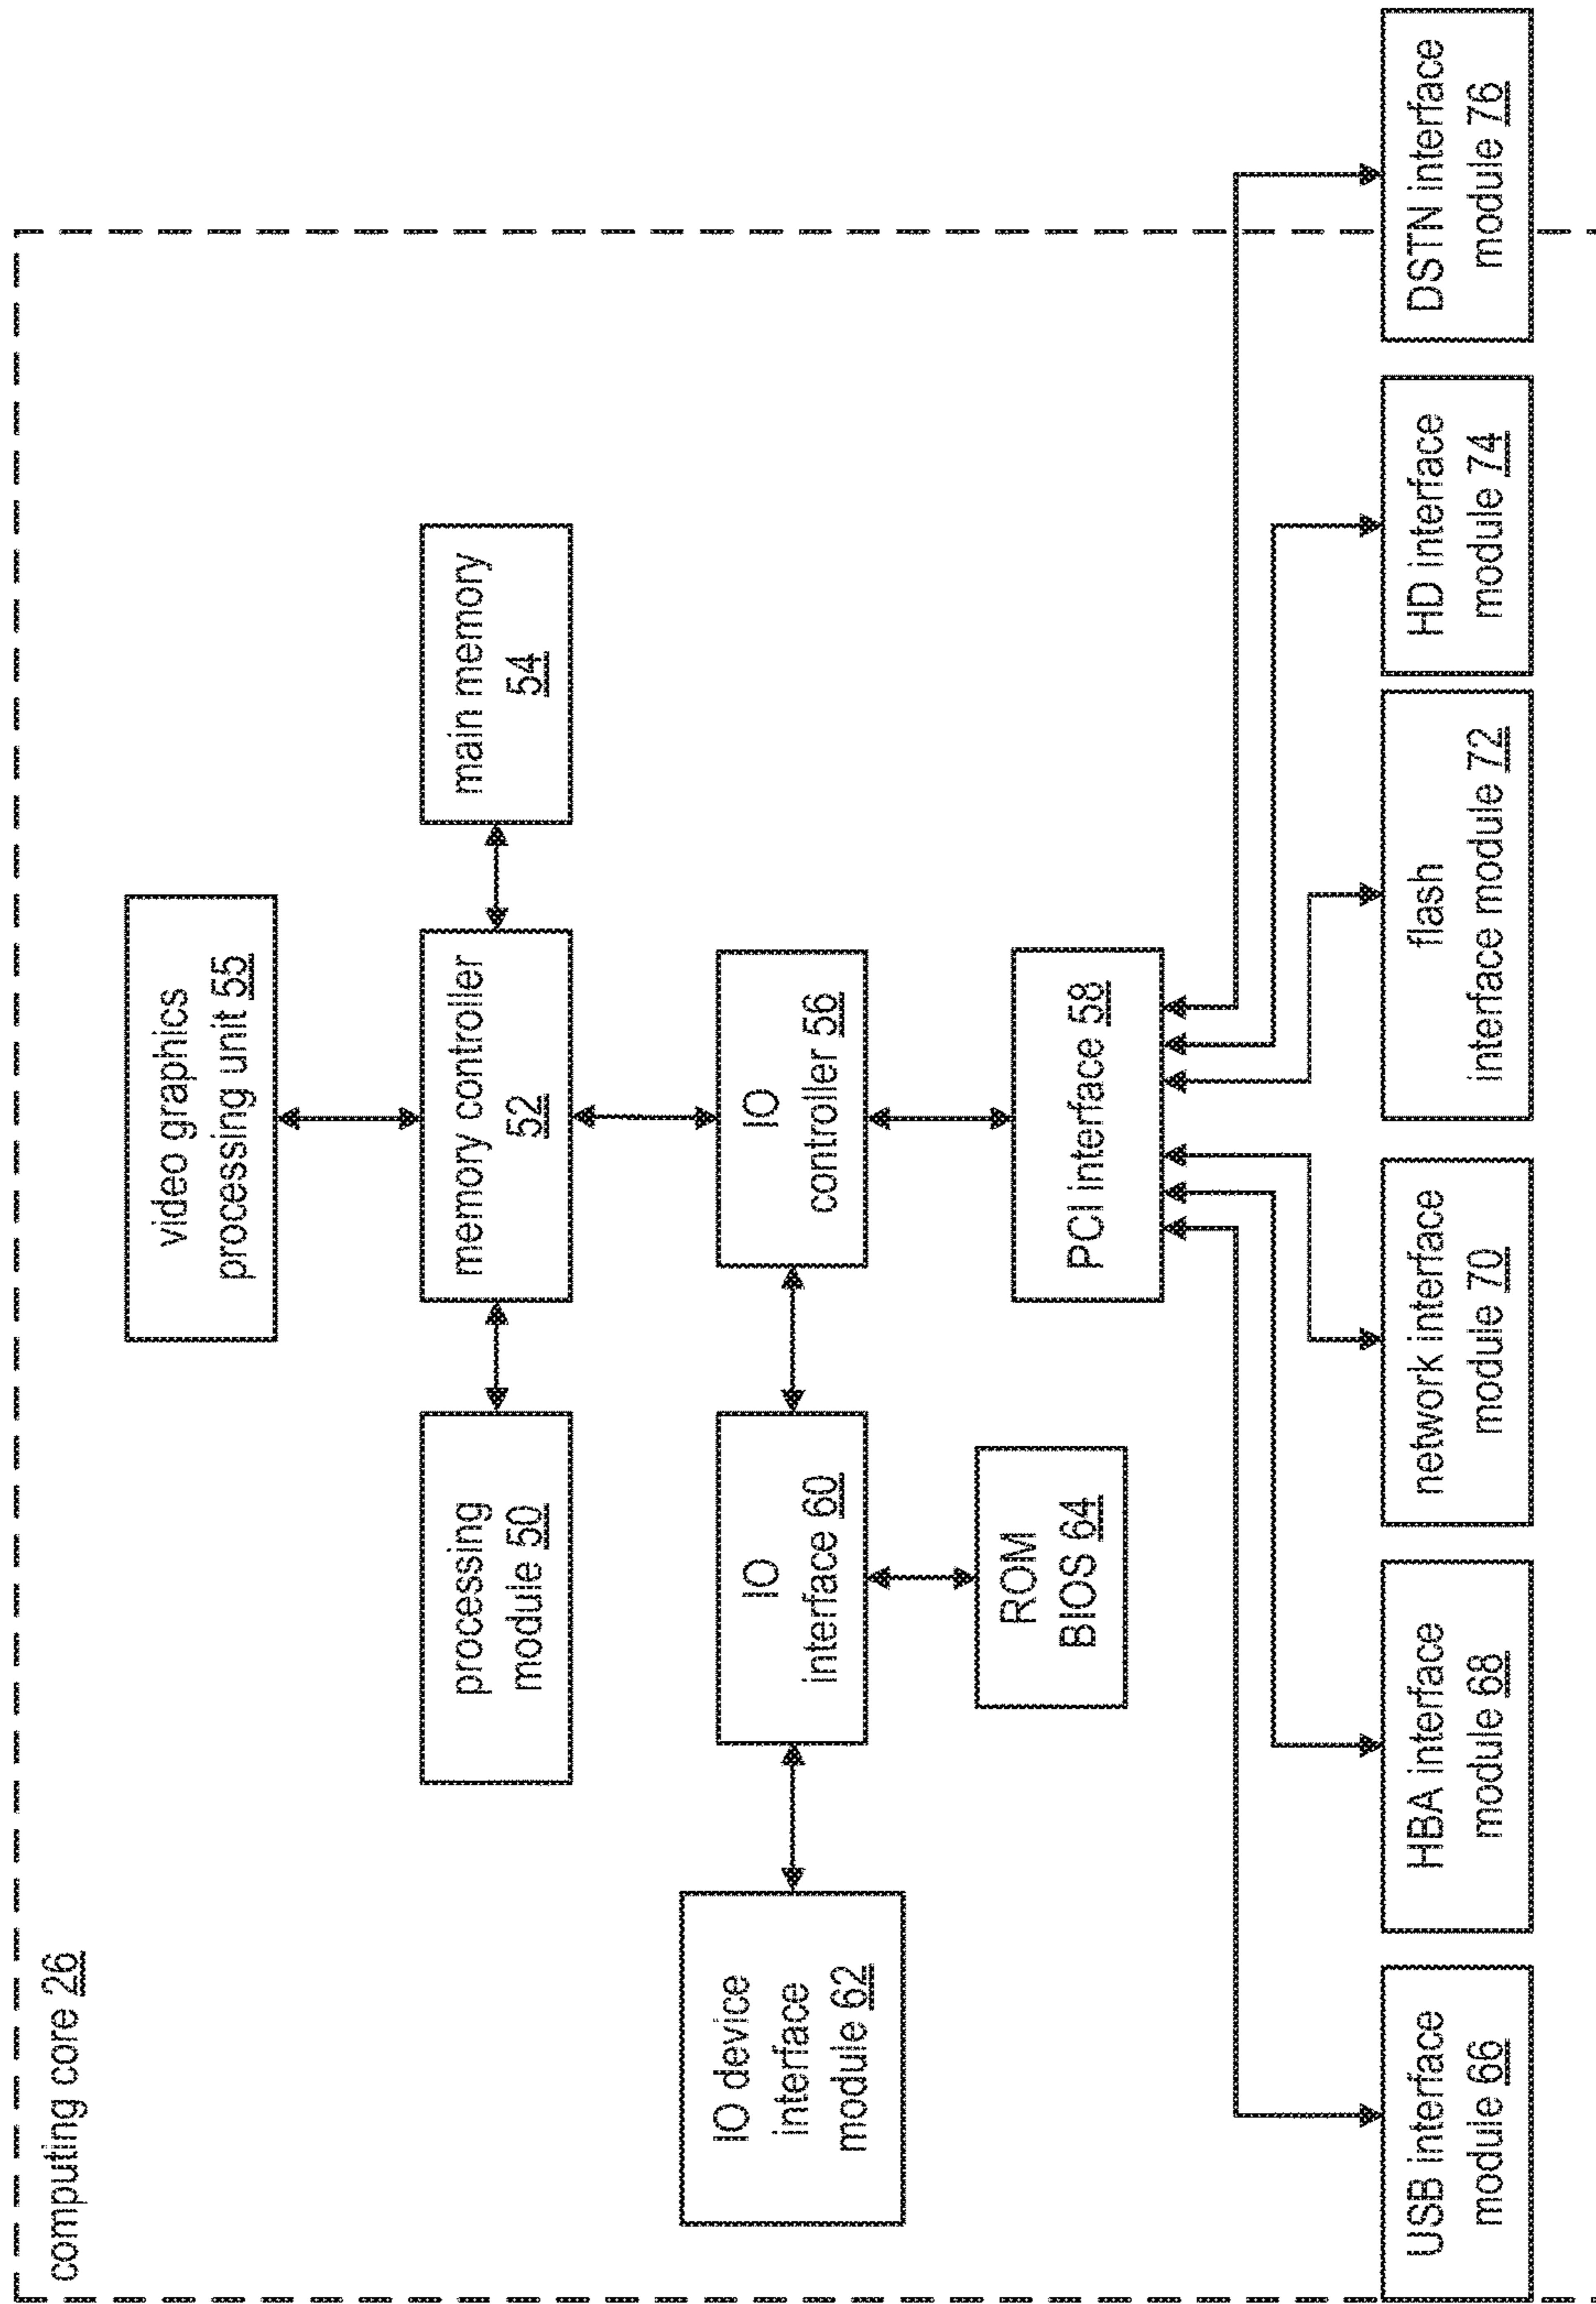 computing core 26
video graphics
processing unit 55
processing
module 50
memory controller
52
main memory
54
IO device
interface
module 62
IO
interface 60
IO
controller 56
ROM
BIOS 64
PCI interface 58
USB interface
module 66
HBA interface
module 68
network interface
module 70
flash
interface module 72
HD interface
module 74
DSTN interface
module 76